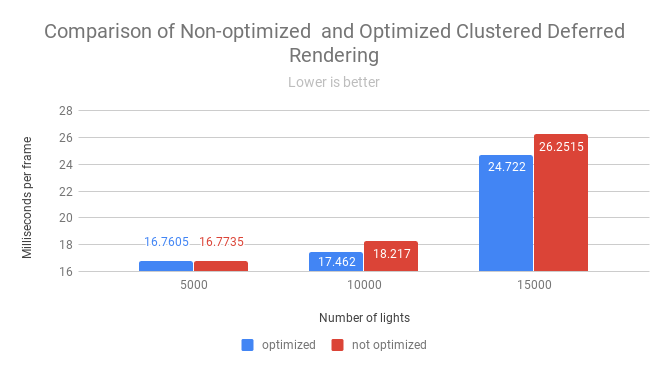 Comparison of Non-optimized  and Optimized Clustered Deferred
Rendering
Lower is better
Milliseconds per frame
28
26
24
22
20
18
16
16.7605 16.7735
17.462 18.217
24.722 26.2515
5000 10000 15000
Number of lights
optimized not optimized